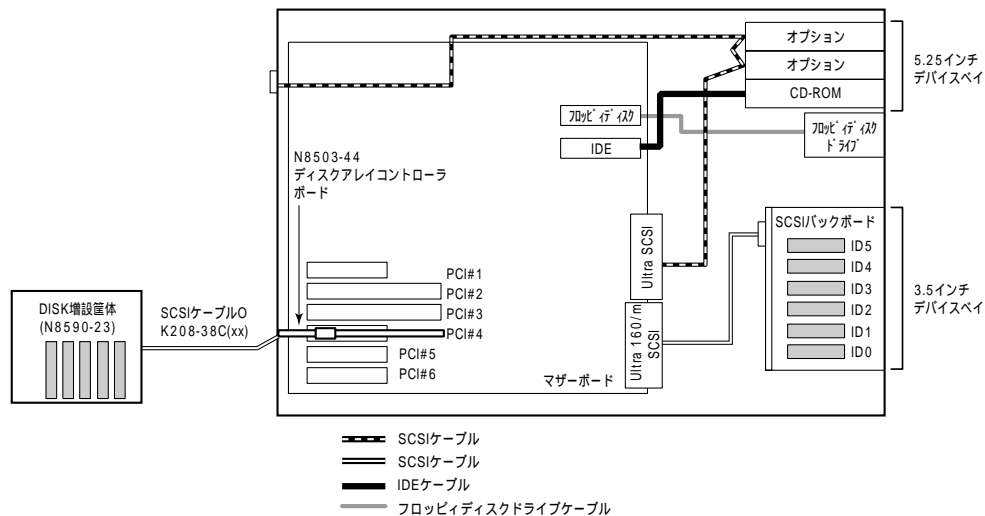 オプション
オプション
CD-ROM
5.25インチ
デバイスベイ
フロッピィディスク
IDE
フロッピィディスク
ドライブ
N8503-44
ディスクアレイコントローラ
ボード
Ultra SCSI
Ultra 160/m
SCSI
SCSIバックボード
ID5
ID4
ID3
ID2
ID1
ID0
3.5インチ
デバイスベイ
PCI#1
PCI#2
PCI#3
PCI#4
PCI#5
PCI#6
マザーボード
DISK増設筐体
(N8590-23)
SCSIケーブルO
K208-38C(xx)
SCSIケーブル
SCSIケーブル
IDEケーブル
フロッピィディスクドライブケーブル